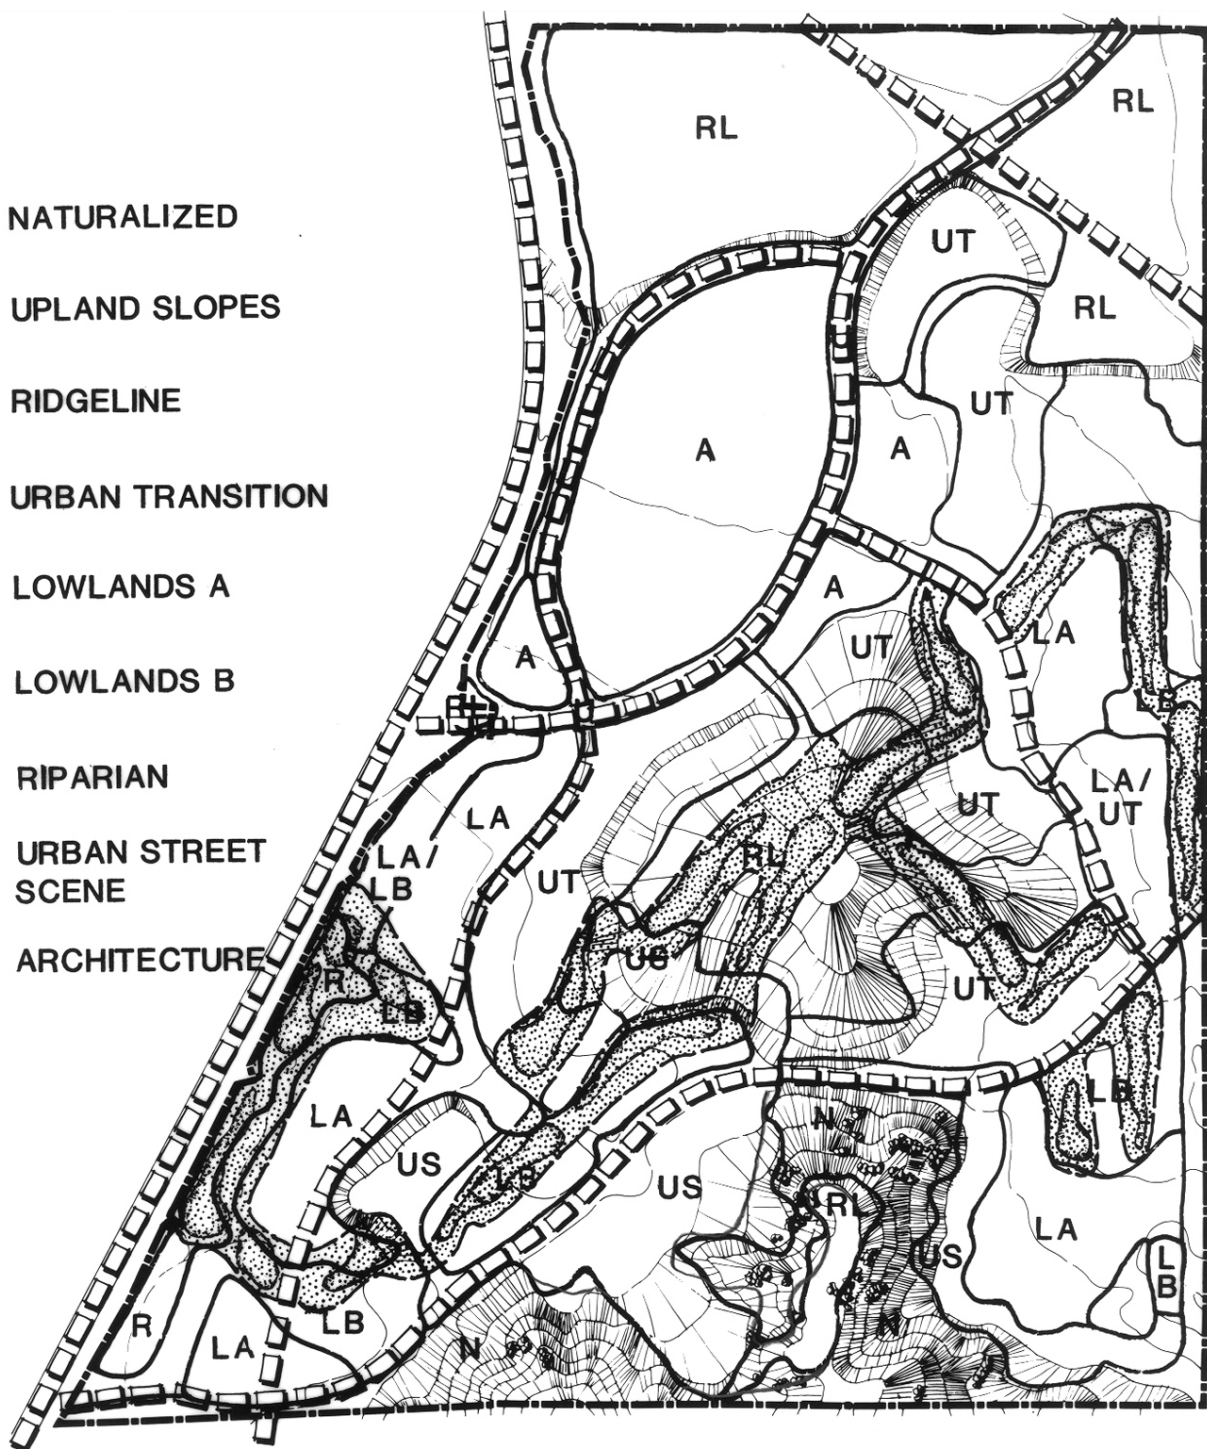 NATURALIZED
UPLAND SLOPES
RIDGELINE
URBAN TRANSITION
LOWLANDS A
LOWLANDS B
RIPARIAN
URBAN STREET
SCENE
ARCHITECTURE
RL
RL
UT
RL
UT
A
A
A
UT
LA
A
LB
LA/
UT
UT
LA
LA/
LB
UT
RL
US
UT
R
LB
LA
US
LB
US
N
RL
LB
LA
US
L
B
R
LA
LB
N
N